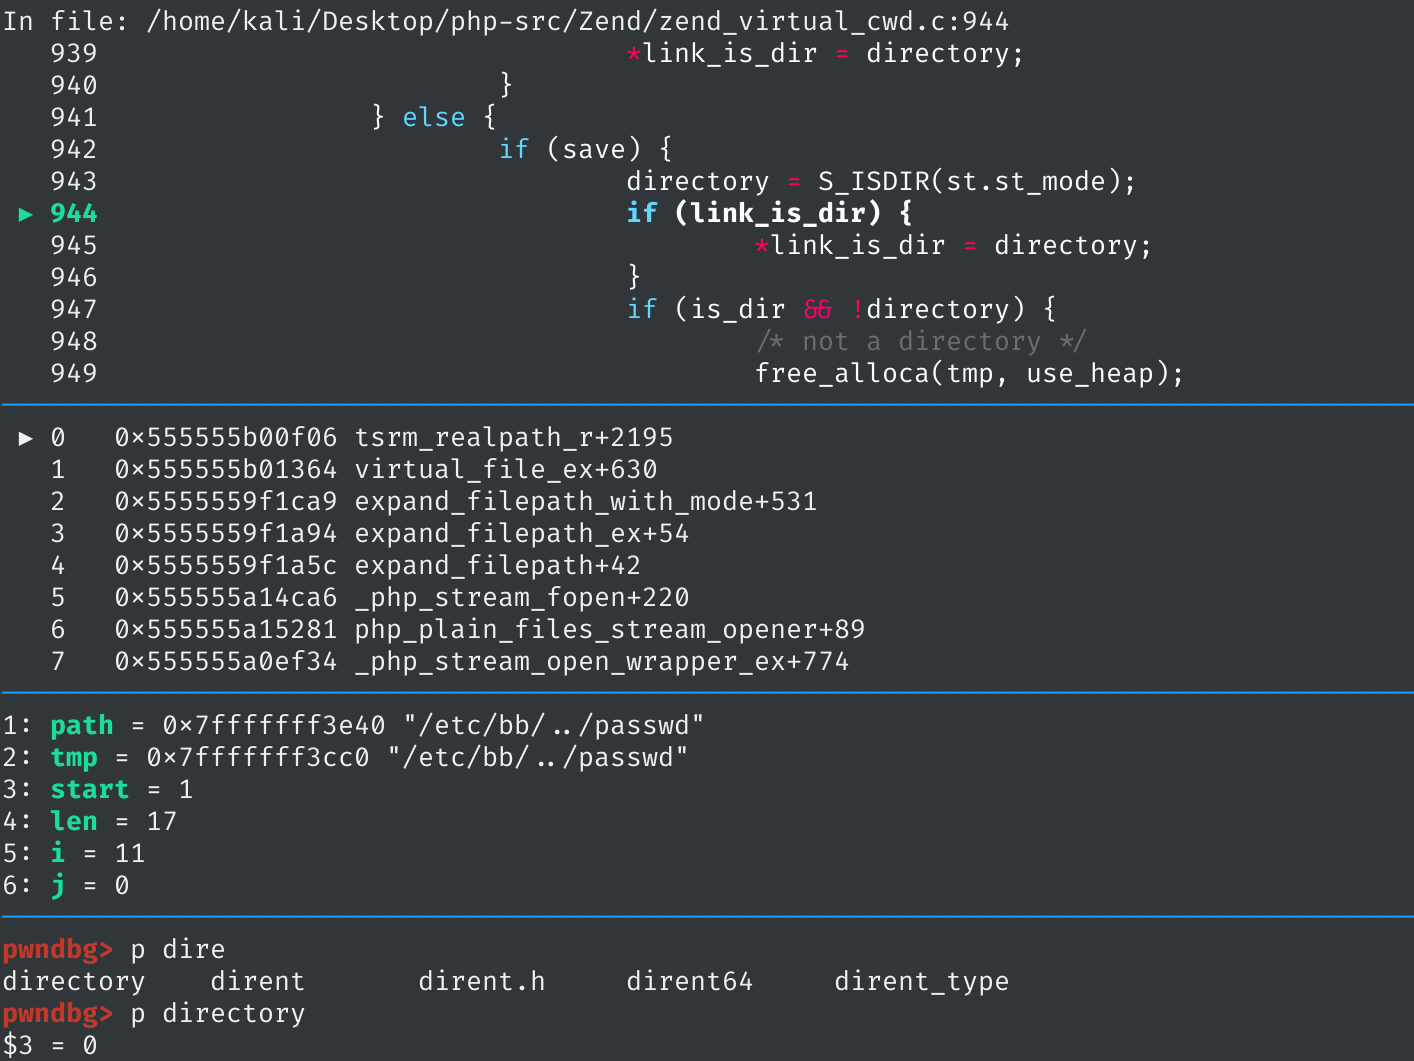 In file: /home/kali/Desktop/php-src/Zend/zend_virtual_cwd.c:944
939 *link_is_dir = directory;
940 }
941 } else {
942 if (save) {
943 directory = S_ISDIR(st.st_mode);
► 944 if (link_is_dir) {
945 *link_is_dir = directory;
946 }
947 if (is_dir && !directory) {
948 /* not a directory */
949 free_alloca(tmp, use_heap);
► 0 0×555555b00f06 tsrm_realpath_r+2195
1 0×555555b01364 virtual_file_ex+630
2 0×5555559f1ca9 expand_filepath_with_mode+531
3 0×5555559f1a94 expand_filepath_ex+54
4 0×5555559f1a5c expand_filepath+42
5 0×555555a14ca6 _php_stream_fopen+220
6 0×555555a15281 php_plain_files_stream_opener+89
7 0×555555a0ef34 _php_stream_open_wrapper_ex+774
1: path = 0×7fffffff3e40 "/etc/bb/../passwd"
2: tmp = 0×7fffffff3cc0 "/etc/bb/../passwd"
3: start = 1
4: len = 17
5: i = 11
6: j = 0
pwndbg> p dire
directory dirent dirent.h dirent64 dirent_type
pwndbg> p directory
$3 = 0